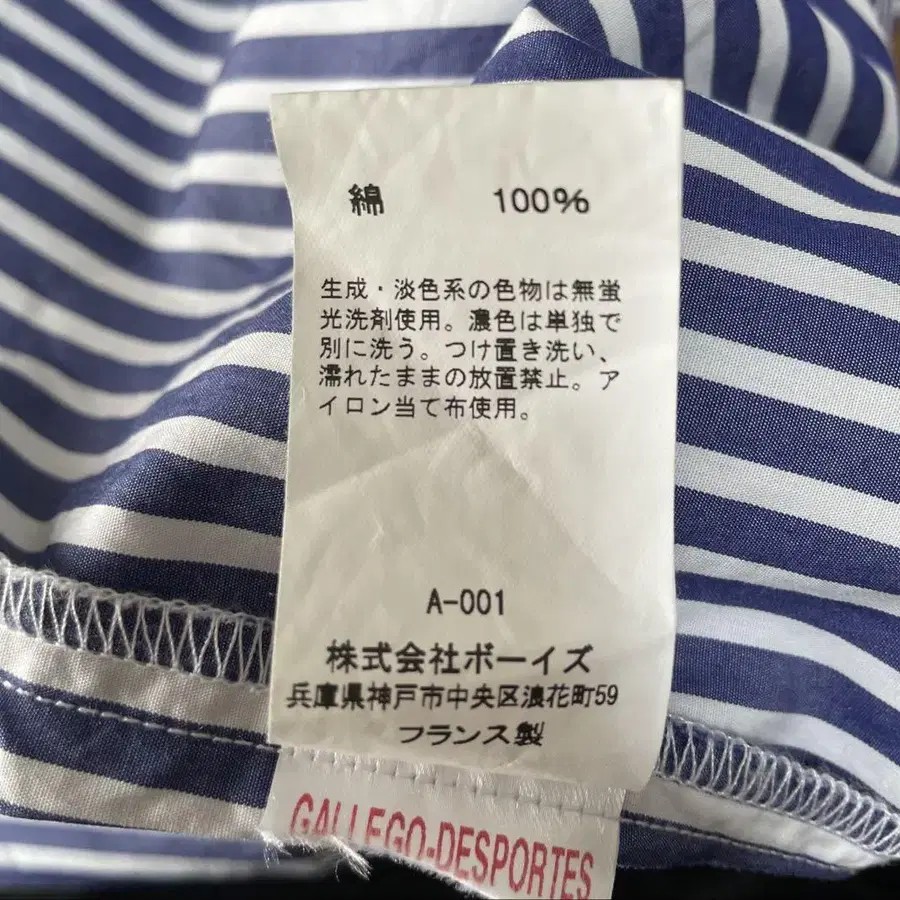 綿 100%
生成・淡色系の色物は無蛍
光洗剤使用。濃色は単独で
別に洗う。つけ置き洗い、
濡れたままの放置禁止。ア
イロン当て布使用。
A-001
株式会社ボーイズ
兵庫県神戸市中央区浪花町59
フランス製
GALLEGO-DESPORTES